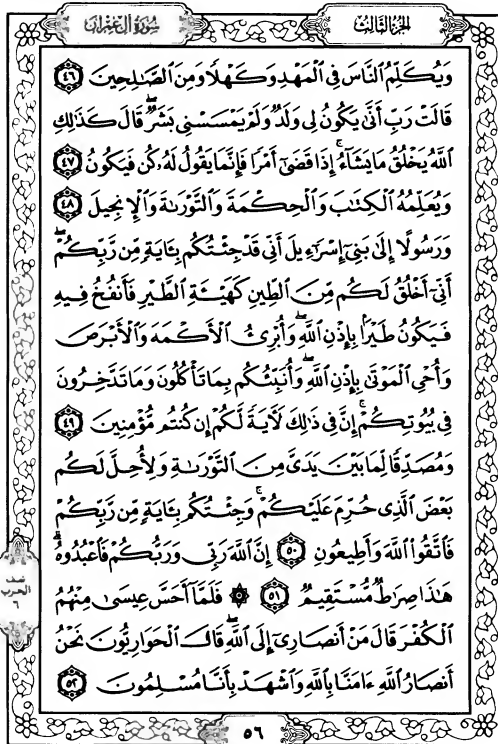 الجزء الثالث
سورة آل عمران
وَيُكَلِّمُ ٱلنَّاسَ فِى ٱلْمَهْدِ وَكَهْلًا وَمِنَ ٱلصَّـٰلِحِينَ ٤٦
قَالَتْ رَبِّ أَنَّىٰ يَكُونُ لِى وَلَدٌ وَلَمْ يَمْسَسْنِى بَشَرٌ ۖ قَالَ كَذَٰلِكِ
ٱللَّهُ يَخْلُقُ مَا يَشَآءُ ۚ إِذَا قَضَىٰٓ أَمْرًا فَإِنَّمَا يَقُولُ لَهُۥ كُن فَيَكُونُ ٤٧
وَيُعَلِّمُهُ ٱلْكِتَـٰبَ وَٱلْحِكْمَةَ وَٱلتَّوْرَىٰةَ وَٱلْإِنجِيلَ ٤٨
وَرَسُولًا إِلَىٰ بَنِىٓ إِسْرَٰٓءِيلَ أَنِّى قَدْ جِئْتُكُم بِـَٔايَةٍ مِّن رَّبِّكُمْ ۖ
أَنِّىٓ أَخْلُقُ لَكُم مِّنَ ٱلطِّينِ كَهَيْـَٔةِ ٱلطَّيْرِ فَأَنفُخُ فِيهِ
فَيَكُونُ طَيْرًۢا بِإِذْنِ ٱللَّهِ ۖ وَأُبْرِئُ ٱلْأَكْمَهَ وَٱلْأَبْرَصَ
وَأُحْىِ ٱلْمَوْتَىٰ بِإِذْنِ ٱللَّهِ ۖ وَأُنَبِّئُكُم بِمَا تَأْكُلُونَ وَمَا تَدَّخِرُونَ
فِى بُيُوتِكُمْ ۚ إِنَّ فِى ذَٰلِكَ لَـَٔايَةً لَّكُمْ إِن كُنتُم مُّؤْمِنِينَ ٤٩
وَمُصَدِّقًا لِّمَا بَيْنَ يَدَىَّ مِنَ ٱلتَّوْرَىٰةِ وَلِأُحِلَّ لَكُم
بَعْضَ ٱلَّذِى حُرِّمَ عَلَيْكُمْ ۚ وَجِئْتُكُم بِـَٔايَةٍ مِّن رَّبِّكُمْ
فَٱتَّقُوا۟ ٱللَّهَ وَأَطِيعُونِ ٥٠ إِنَّ ٱللَّهَ رَبِّى وَرَبُّكُمْ فَٱعْبُدُوهُ ۗ
هَـٰذَا صِرَٰطٌ مُّسْتَقِيمٌ ٥١ ۞ فَلَمَّآ أَحَسَّ عِيسَىٰ مِنْهُمُ
ٱلْكُفْرَ قَالَ مَنْ أَنصَارِىٓ إِلَى ٱللَّهِ ۖ قَالَ ٱلْحَوَارِيُّونَ نَحْنُ
أَنصَارُ ٱللَّهِ ءَامَنَّا بِٱللَّهِ وَٱشْهَدْ بِأَنَّا مُسْلِمُونَ ٥٢
نصف
الحزب
٦
٥٦